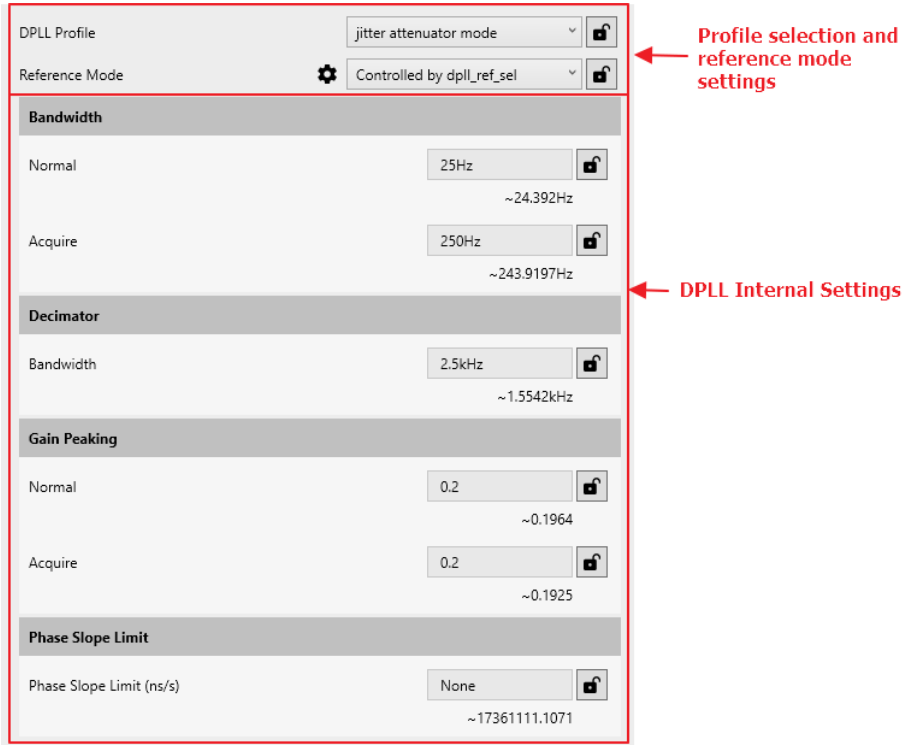 DPLL Profile
jitter attenuator mode
Reference Mode
Controlled by dpll_ref_sel
Profile selection and
reference mode
settings
Bandwidth
Normal
25Hz
~24.392Hz
Acquire
250Hz
~243.9197Hz
DPLL Internal Settings
Decimator
Bandwidth
2.5kHz
~1.5542kHz
Gain Peaking
Normal
0.2
~0.1964
Acquire
0.2
~0.1925
Phase Slope Limit
Phase Slope Limit (ns/s)
None
~17361111.1071